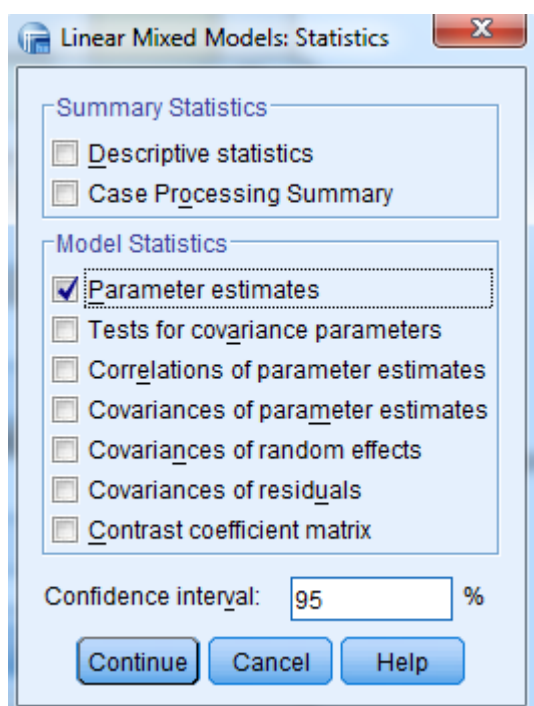 Linear Mixed Models: Statistics
Summary Statistics
Descriptive statistics
Case Processing Summary
Model Statistics
Parameter estimates
Tests for covariance parameters
Correlations of parameter estimates
Covariances of parameter estimates
Covariances of random effects
Covariances of residuals
Contrast coefficient matrix
Confidence interval: 95 %
Continue Cancel Help